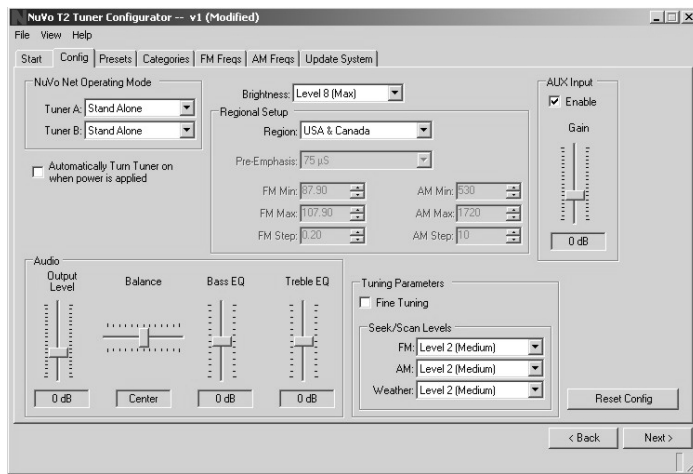 NuVo T2 Tuner Configurator -- v1 (Modified)
File View Help
Start Config Presets Categories FM Freqs AM Freqs Update System
NuVo Net Operating Mode
Tuner A: Stand Alone
Tuner B: Stand Alone
Automatically Turn Tuner on
when power is applied
Brightness: Level 8 (Max)
Regional Setup
Region: USA & Canada
Pre-Emphasis: 75 µS
FM Min: 87.90 AM Min: 530
FM Max: 107.90 AM Max: 1720
FM Step: 0.20 AM Step: 10
AUX Input
Enable
Gain
0 dB
Audio
Output
Level
Balance
Bass EQ
Treble EQ
0 dB Center 0 dB 0 dB
Tuning Parameters
Fine Tuning
Seek/Scan Levels
FM: Level 2 (Medium)
AM: Level 2 (Medium)
Weather: Level 2 (Medium)
Reset Config
< Back Next >